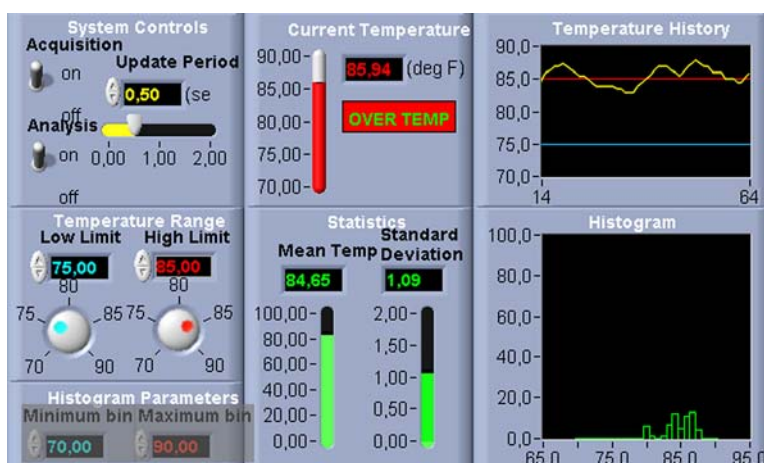 System Controls
Acquisition
on
off
Update Period
0,50 (se
Analysis
on
off
0,00 1,00 2,00
Current Temperature
90,00
85,00
80,00
75,00
70,00
85,94 (deg F)
OVER TEMP
Temperature History
90,0
85,0
80,0
75,0
70,0
14 64
Temperature Range
Low Limit High Limit
75,00 85,00
80 80
75 85 75 85
70 90 70 90
Histogram Parameters
Minimum bin Maximum bin
70,00 90,00
Statistics
Mean Temp Standard Deviation
84,65 1,09
100,00 2,00
80,00 1,50
60,00 1,00
40,00
20,00 0,50
0,00 0,00
Histogram
100,0
80,0
60,0
40,0
20,0
0,0
65,0 75,0 85,0 95,0